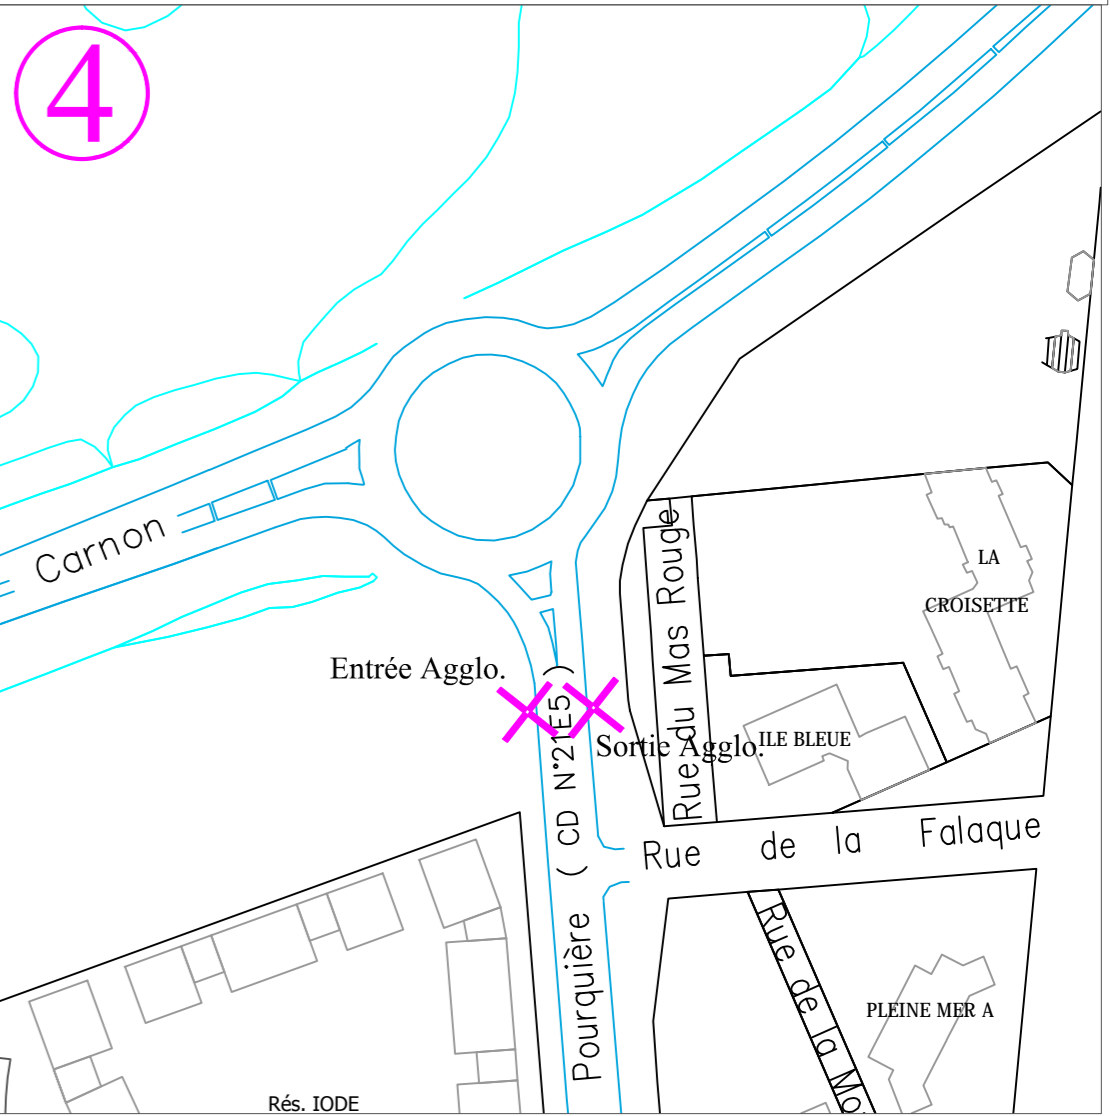 4
Carnon
Rue du Mas Rouge
LA
CROISETTE
Entrée Agglo.
Sortie Agglo.
ILE BLEUE
Pourquière ( CD N°21E5 )
Rue de la Falaque
Rue de la
PLEINE MER A
Rés. IODE